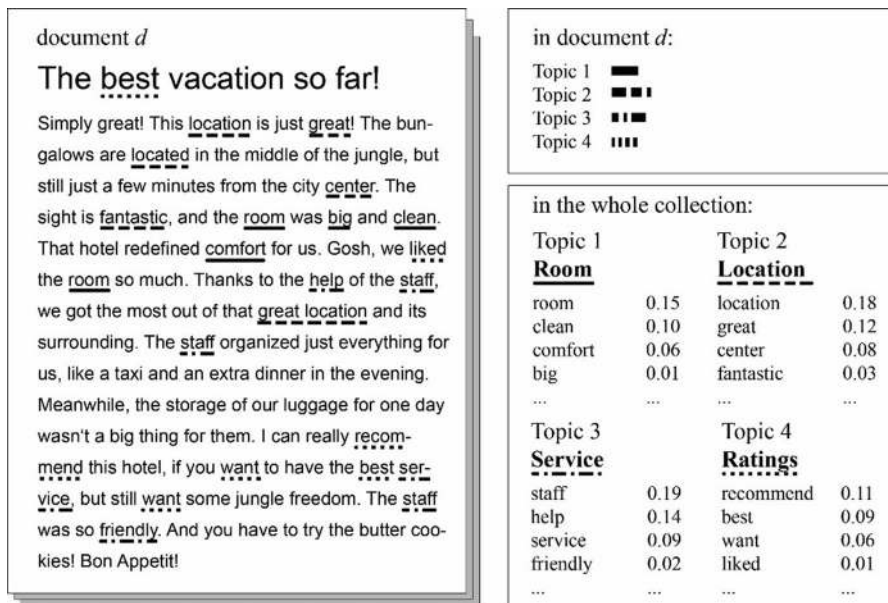 document d
The best vacation so far!
Simply great! This location is just great! The bun-
galows are located in the middle of the jungle, but
still just a few minutes from the city center. The
sight is fantastic, and the room was big and clean.
That hotel redefined comfort for us. Gosh, we liked
the room so much. Thanks to the help of the staff,
we got the most out of that great location and its
surrounding. The staff organized just everything for
us, like a taxi and an extra dinner in the evening.
Meanwhile, the storage of our luggage for one day
wasn't a big thing for them. I can really recom-
mend this hotel, if you want to have the best ser-
vice, but still want some jungle freedom. The staff
was so friendly. And you have to try the butter coo-
kies! Bon Appetit!
in document d:
Topic 1
Topic 2
Topic 3
Topic 4
in the whole collection:
Topic 1 Topic 2
Room Location
room 0.15 location 0.18
clean 0.10 great 0.12
comfort 0.06 center 0.08
big 0.01 fantastic 0.03
... ... ... ...
Topic 3 Topic 4
Service Ratings
staff 0.19 recommend 0.11
help 0.14 best 0.09
service 0.09 want 0.06
friendly 0.02 liked 0.01
... ... ... ...